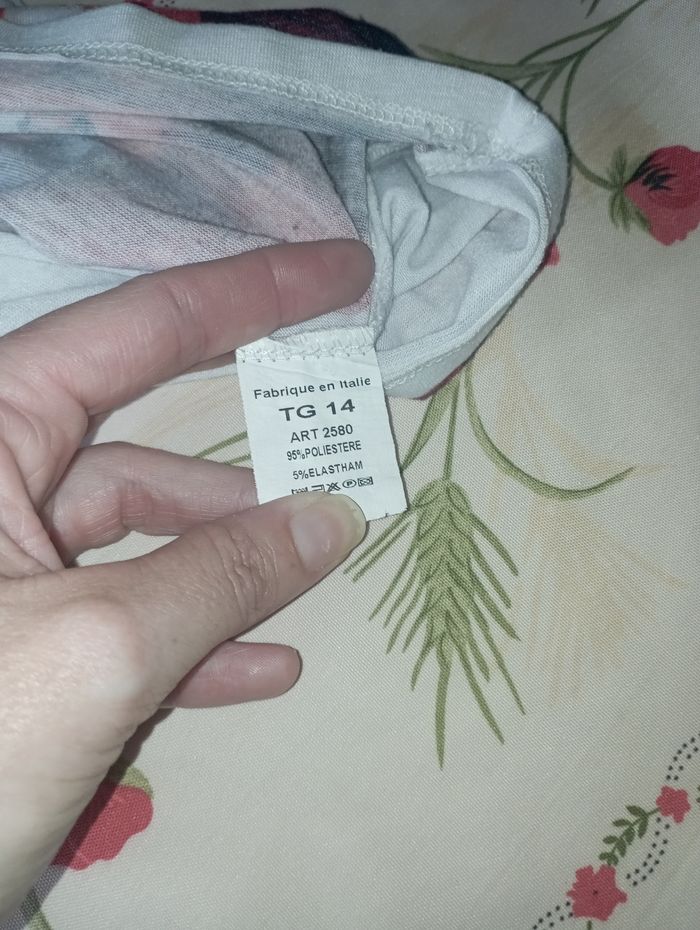 Fabrique en Italie
TG 14
ART 2580
95%POLIESTERE
5%ELASTHAM